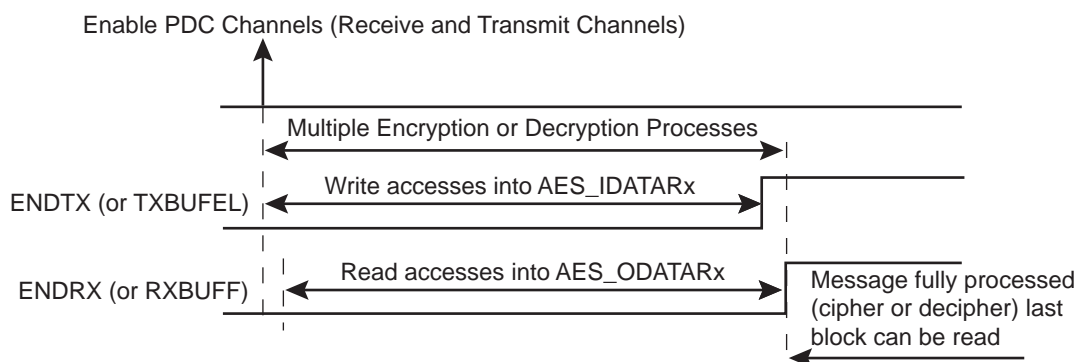 Enable PDC Channels (Receive and Transmit Channels)
Multiple Encryption or Decryption Processes
Write accesses into AES_IDATARx
ENDTX (or TXBUFEL)
Read accesses into AES_ODATARx
ENDRX (or RXBUFF)
Message fully processed
(cipher or decipher) last
block can be read